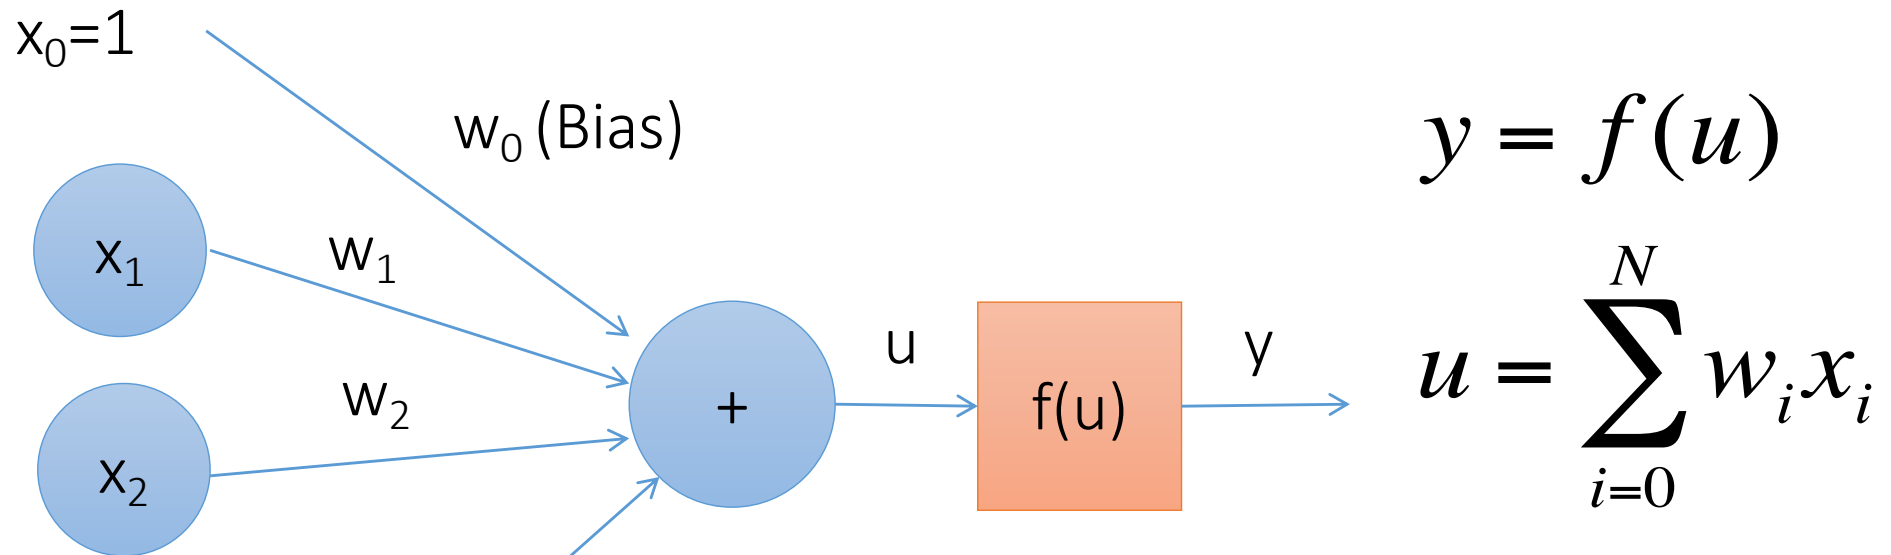 x₀=1
w₀ (Bias)
x₁
w₁
x₂
w₂
+
u
f(u)
y
y = f(u)
u = ∑_{i=0}^{N} wᵢxᵢ